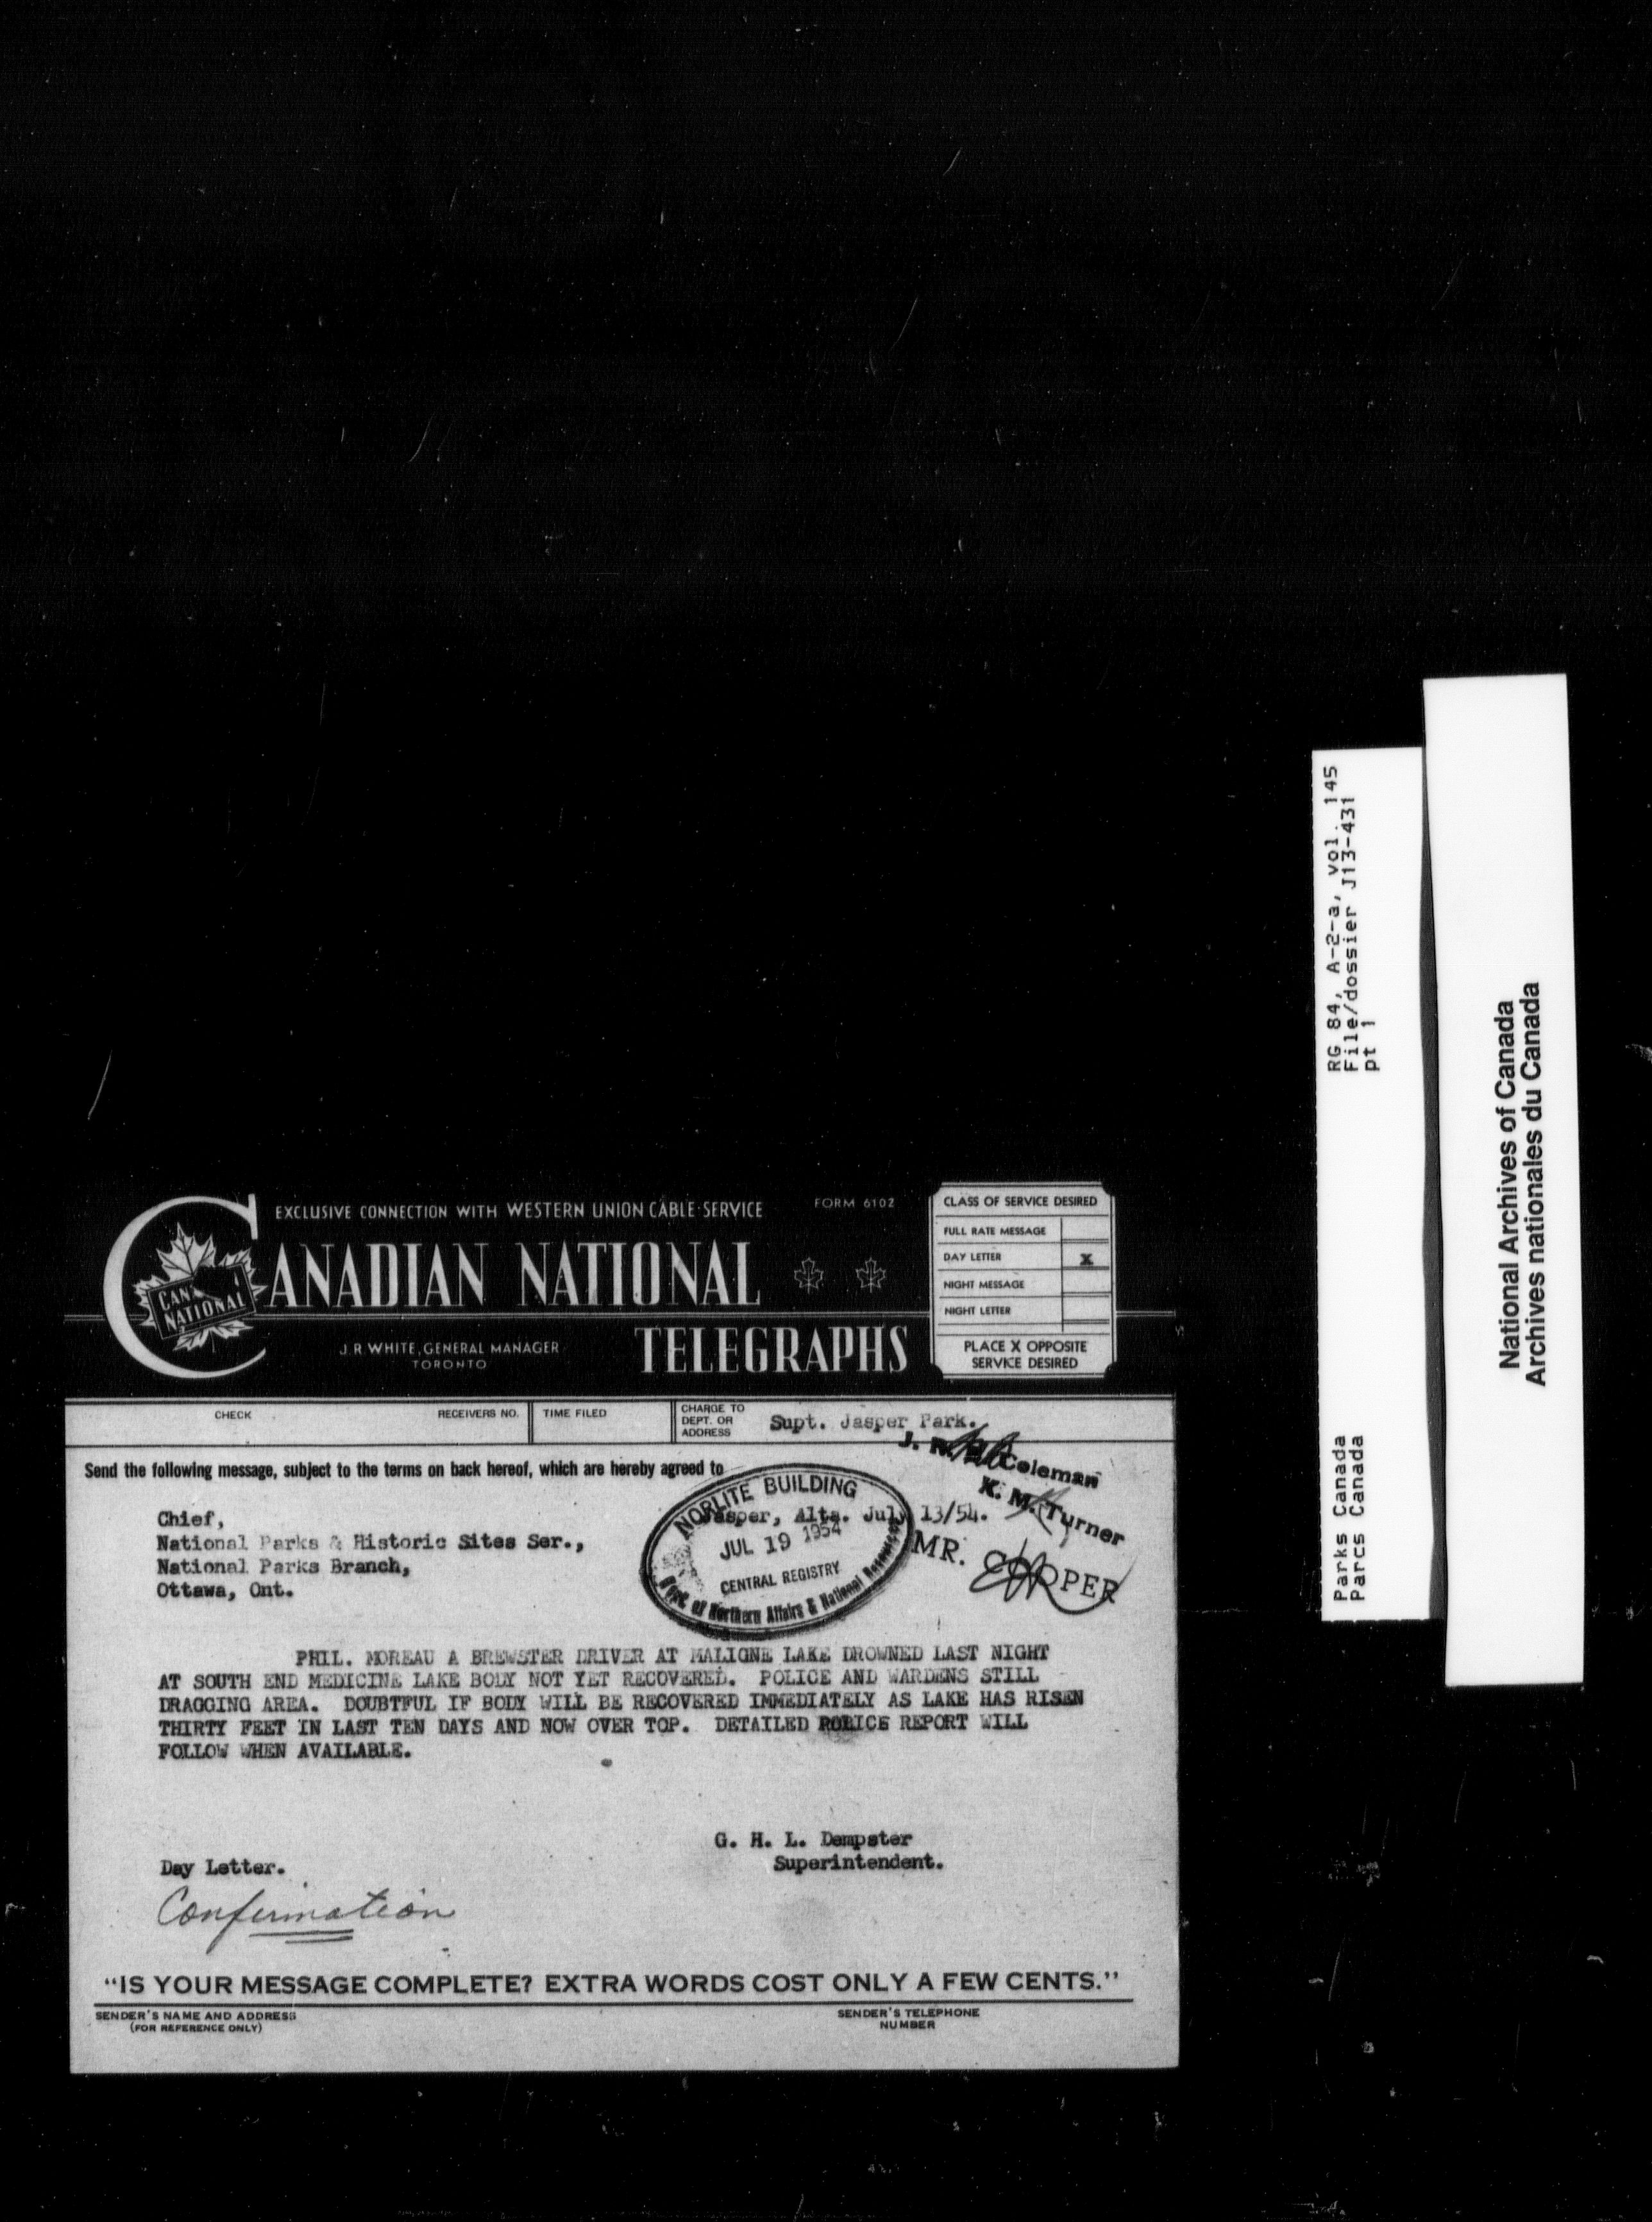 EXCLUSIVE CONNECTION WITH WESTERN UNION CABLE SERVICE
FORM 6102
CANADIAN NATIONAL
TELEGRAPHS
NATIONAL
J. R. WHITE, GENERAL MANAGER
TORONTO
CLASS OF SERVICE DESIRED
FULL RATE MESSAGE
DAY LETTER X
NIGHT MESSAGE
NIGHT LETTER
PLACE X OPPOSITE
SERVICE DESIRED
CHECK
RECEIVERS NO.
TIME FILED
CHARGE TO
DEPT. OR
ADDRESS
Supt. Jasper Park.
Send the following message, subject to the terms on back hereof, which are hereby agreed to
J. R. B. Coleman
K. M. Turner
MR. COOPER
Jasper, Alta. July 13/54.
NORLITE BUILDING
JUL 19 1954
CENTRAL REGISTRY
Dept. of Northern Affairs & National Resources
Chief,
National Parks & Historic Sites Ser.,
National Parks Branch,
Ottawa, Ont.
PHIL. MOREAU A BREWSTER DRIVER AT MALIGNE LAKE DROWNED LAST NIGHT
AT SOUTH END MEDICINE LAKE BODY NOT YET RECOVERED. POLICE AND WARDENS STILL
DRAGGING AREA. DOUBTFUL IF BODY WILL BE RECOVERED IMMEDIATELY AS LAKE HAS RISEN
THIRTY FEET IN LAST TEN DAYS AND NOW OVER TOP. DETAILED POLICE REPORT WILL
FOLLOW WHEN AVAILABLE.
G. H. L. Dempster
Superintendent.
Day Letter.
Confirmation
"IS YOUR MESSAGE COMPLETE? EXTRA WORDS COST ONLY A FEW CENTS."
SENDER'S NAME AND ADDRESS
(FOR REFERENCE ONLY)
SENDER'S TELEPHONE
NUMBER
RG 84, A-2-a, vol. 145
File/dossier J13-431
pt 1
Parks Canada
Parcs Canada
National Archives of Canada
Archives nationales du Canada